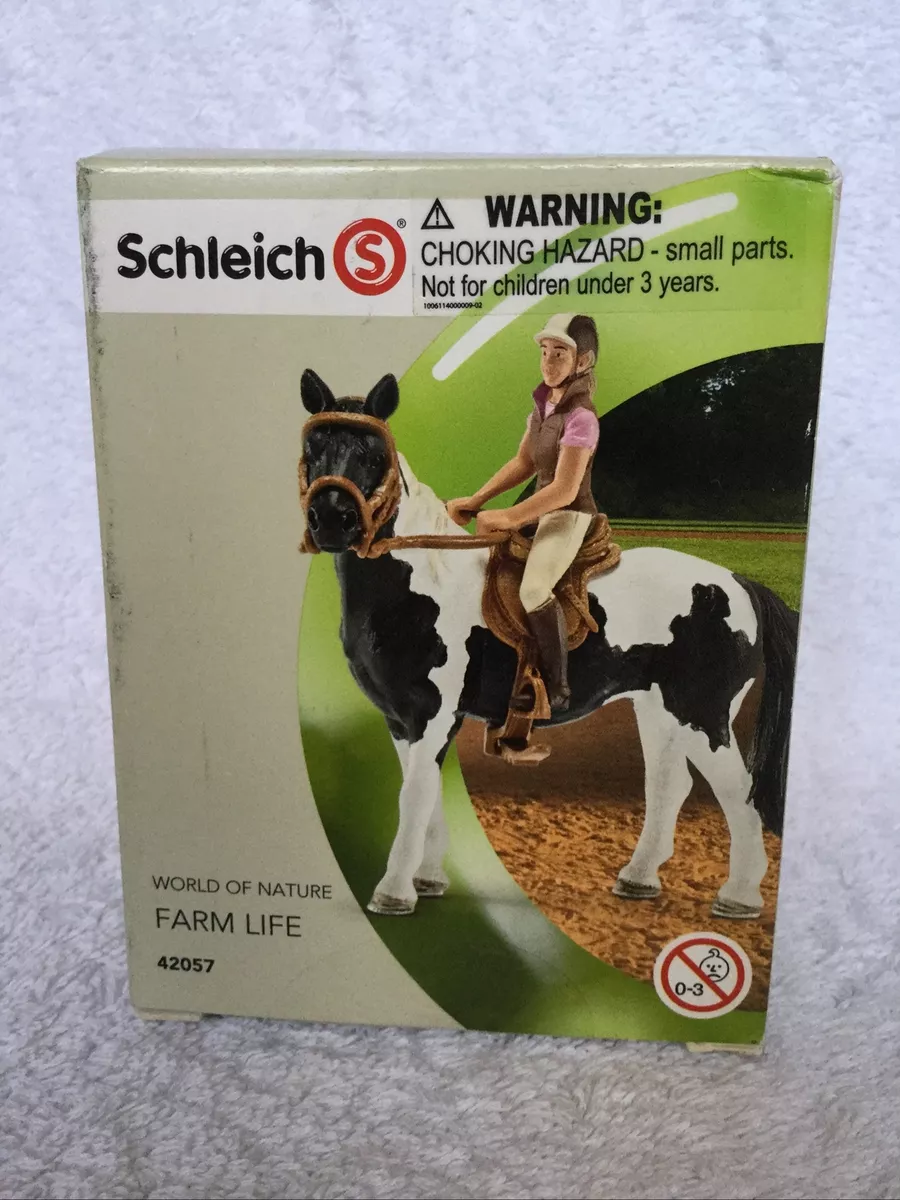 Schleich S ®
⚠ WARNING:
CHOKING HAZARD - small parts.
Not for children under 3 years.
1006114000009-02
WORLD OF NATURE
FARM LIFE
42057
0-3